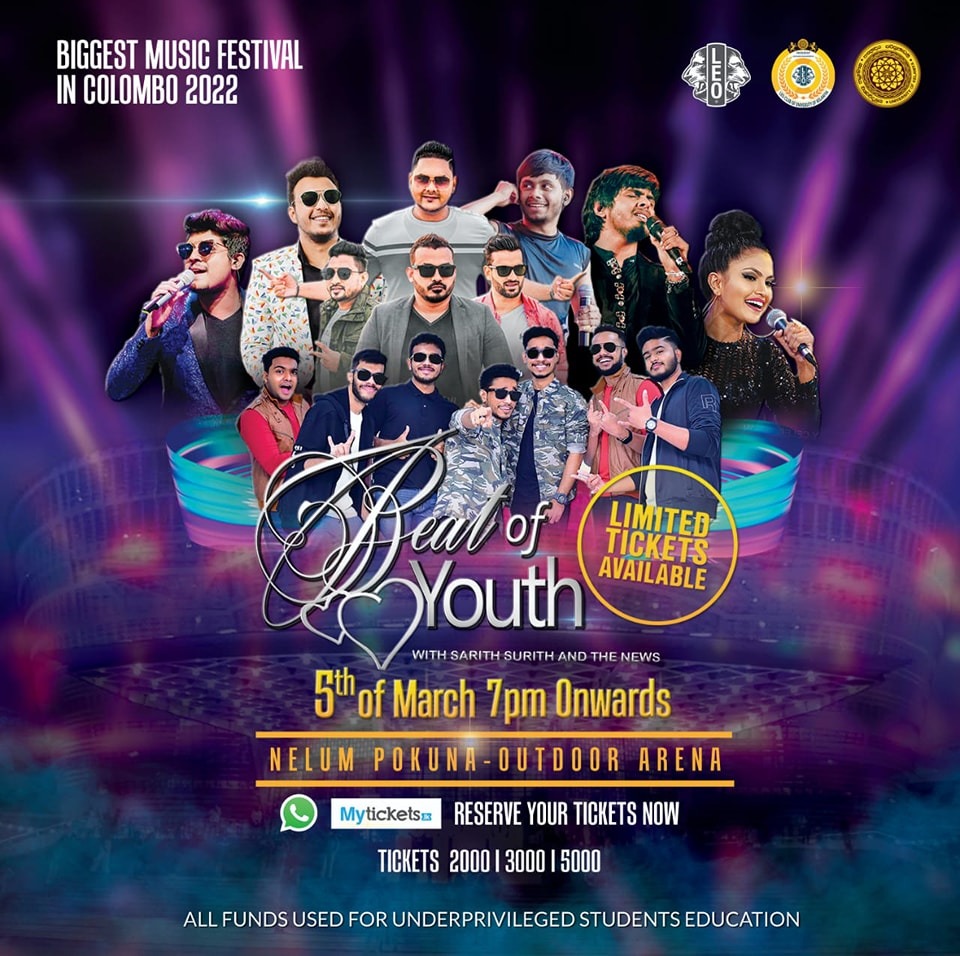 BIGGEST MUSIC FESTIVAL
IN COLOMBO 2022
LEO
Beat of
Youth
LIMITED
TICKETS
AVAILABLE
WITH SARITH SURITH AND THE NEWS
5th of March 7pm Onwards
NELUM POKUNA-OUTDOOR ARENA
Mytickets.lk RESERVE YOUR TICKETS NOW
TICKETS 2000 | 3000 | 5000
ALL FUNDS USED FOR UNDERPRIVILEGED STUDENTS EDUCATION